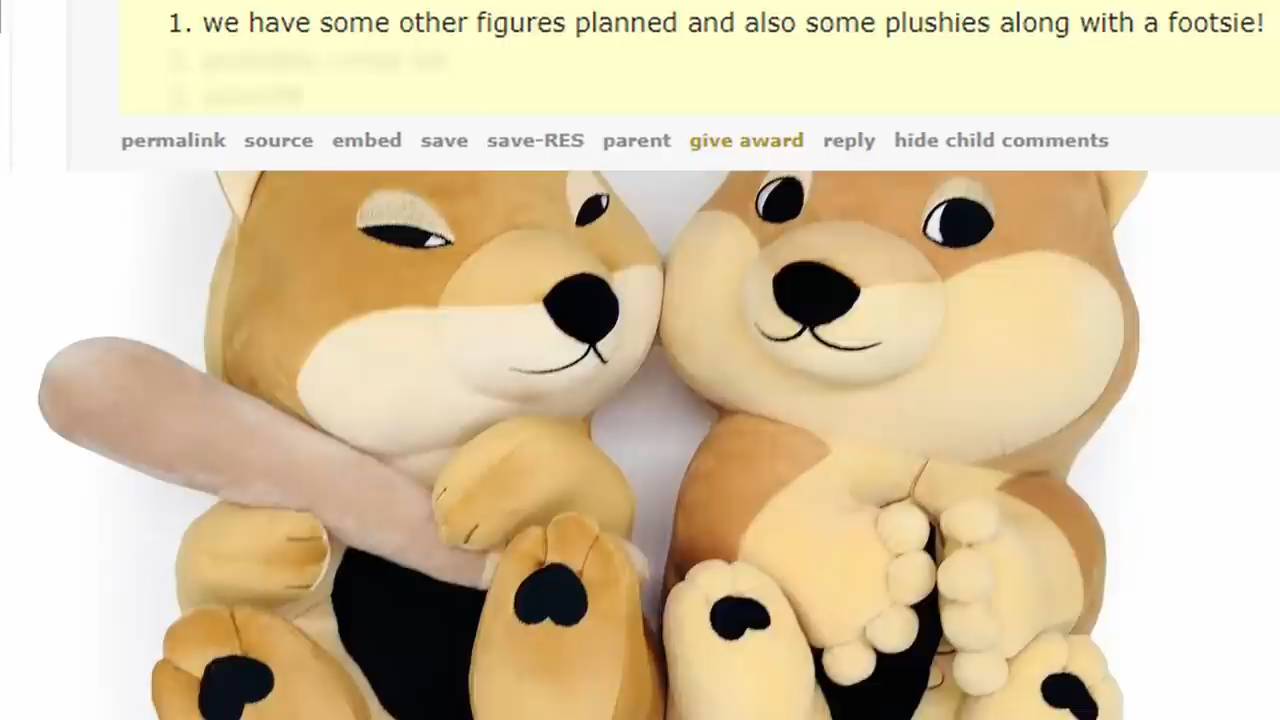 1. we have some other figures planned and also some plushies along with a footsie!
permalink source embed save save-RES parent give award reply hide child comments